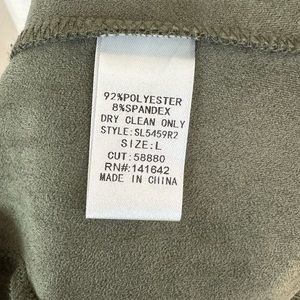 92%POLYESTER
8%SPANDEX
DRY CLEAN ONLY
STYLE:SL5459R2
SIZE:L
CUT:58880
RN#:141642
MADE IN CHINA